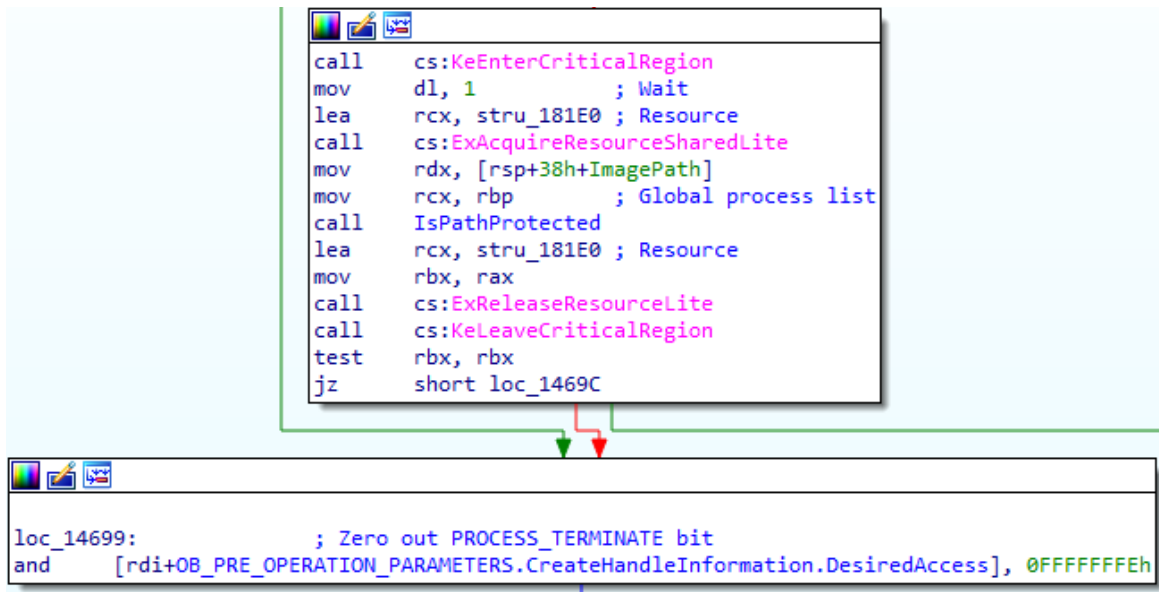 call    cs:KeEnterCriticalRegion
mov     dl, 1           ; Wait
lea     rcx, stru_181E0 ; Resource
call    cs:ExAcquireResourceSharedLite
mov     rdx, [rsp+38h+ImagePath]
mov     rcx, rbp        ; Global process list
call    IsPathProtected
lea     rcx, stru_181E0 ; Resource
mov     rbx, rax
call    cs:ExReleaseResourceLite
call    cs:KeLeaveCriticalRegion
test    rbx, rbx
jz      short loc_1469C
loc_14699:              ; Zero out PROCESS_TERMINATE bit
and     [rdi+OB_PRE_OPERATION_PARAMETERS.CreateHandleInformation.DesiredAccess], 0FFFFFFFEh